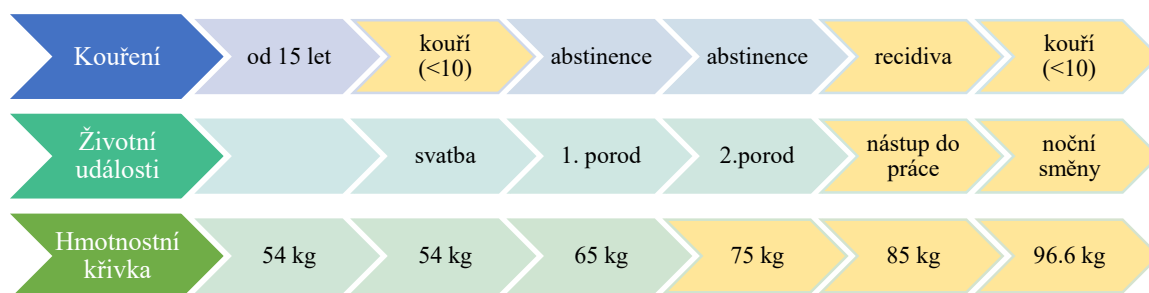 Kouření
od 15 let
kouří
(<10)
abstinence
abstinence
recidiva
kouří
(<10)
Životní
události
svatba
1. porod
2.porod
nástup do
práce
noční
směny
Hmotnostní
křivka
54 kg
54 kg
65 kg
75 kg
85 kg
96.6 kg